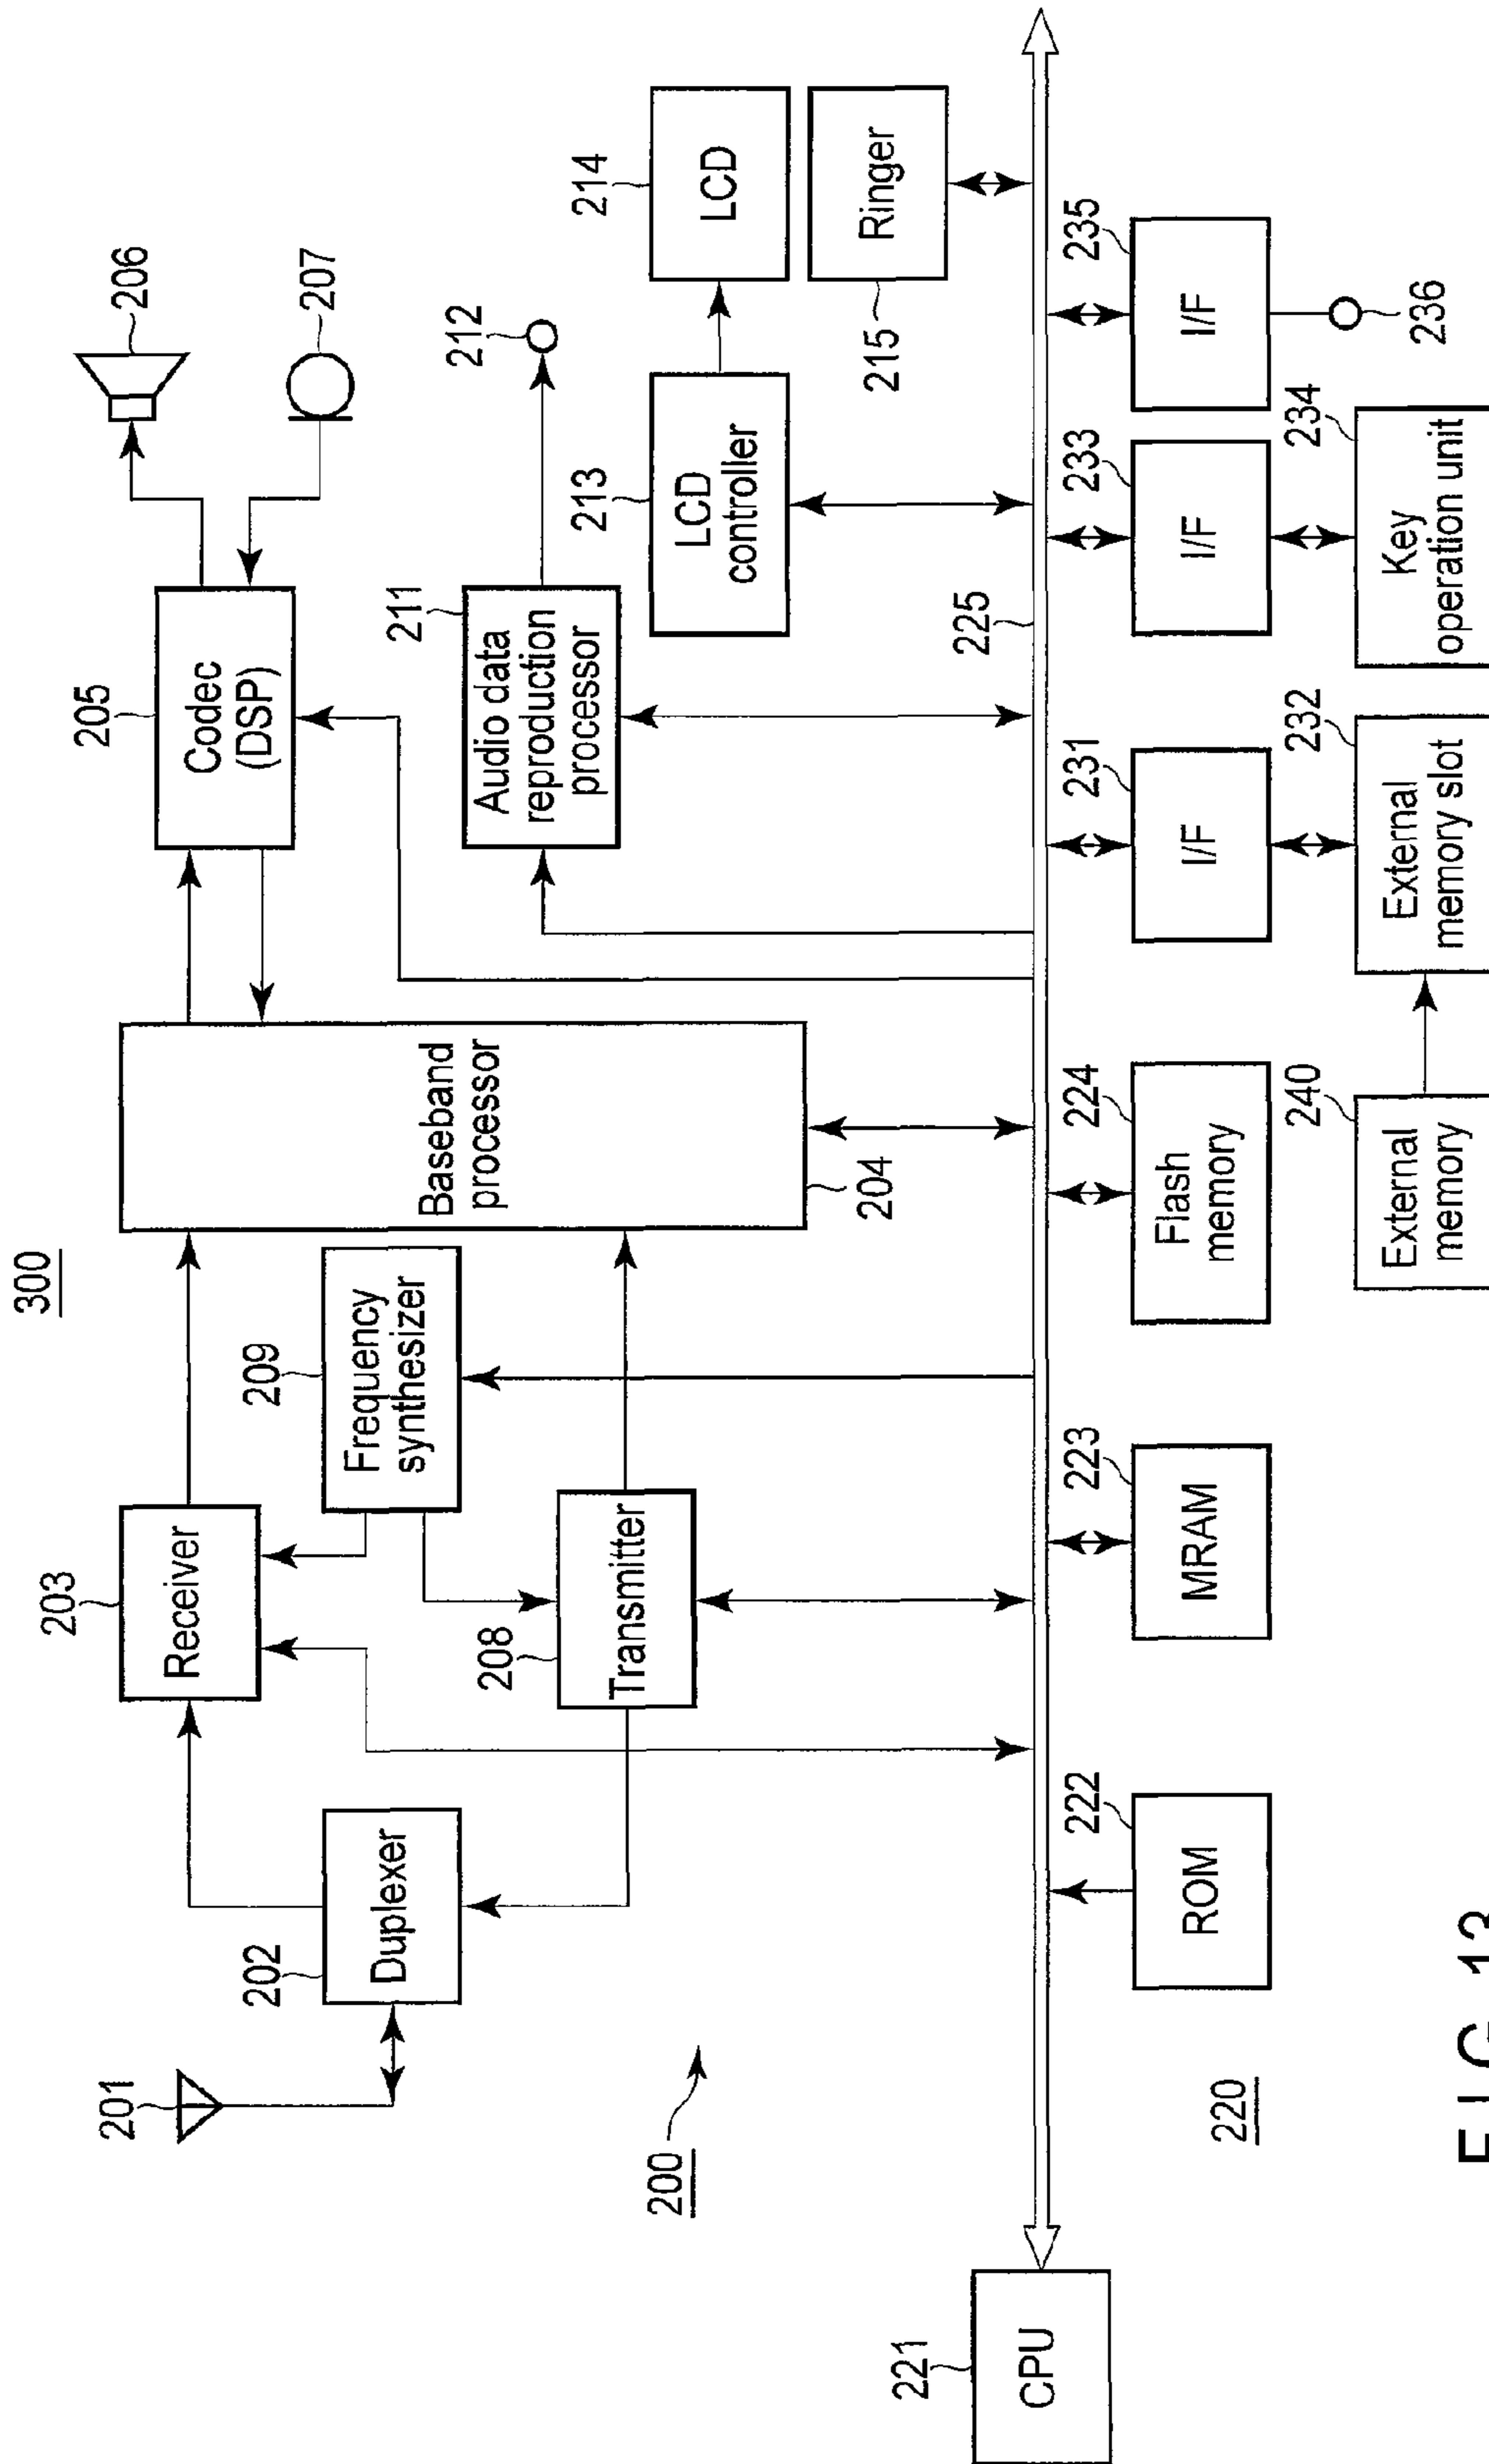 300
201
202
Duplexer
203
Receiver
209
Frequency
synthesizer
208
Transmitter
Baseband
processor
204
205
Codec
(DSP)
206
207
211
Audio data
reproduction
processor
212
213
LCD
controller
214
LCD
Ringer
215
200
225
221
CPU
220
222
ROM
223
MRAM
224
Flash
memory
231
I/F
233
I/F
235
I/F
236
240
External
memory
232
External
memory slot
234
Key
operation unit
FIG. 13